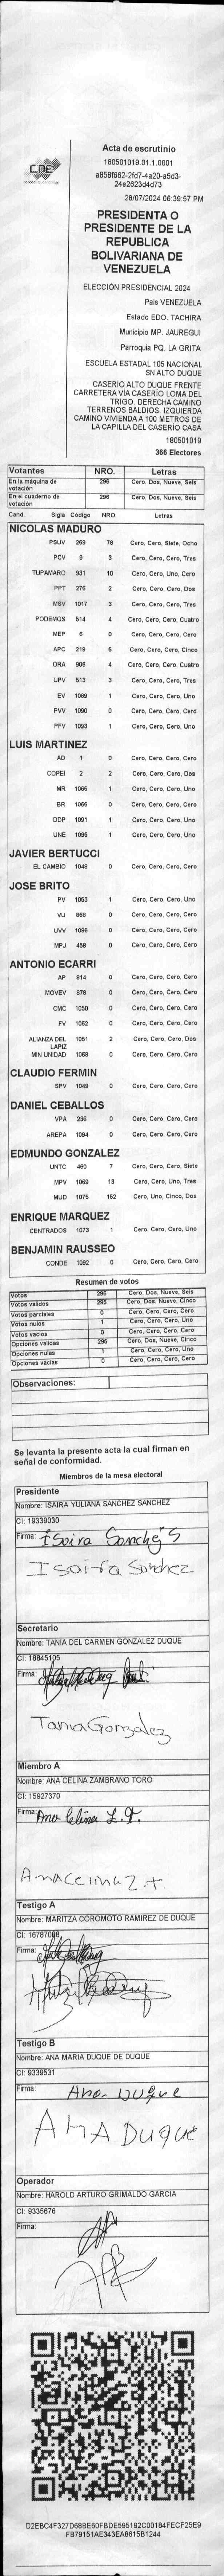 CNE
Acta de escrutinio
180501019.01.1.0001
a858f662-2fd7-4a20-a5d3-
24e2623d4d73
28/07/2024 06:39:57 PM
PRESIDENTA O
PRESIDENTE DE LA
REPUBLICA
BOLIVARIANA DE
VENEZUELA
ELECCIÓN PRESIDENCIAL 2024
País VENEZUELA
Estado EDO. TACHIRA
Municipio MP. JAUREGUI
Parroquia PQ. LA GRITA
ESCUELA ESTADAL 105 NACIONAL
SN ALTO DUQUE
CASERIO ALTO DUQUE FRENTE
CARRETERA VÍA CASERÍO LOMA DEL
TRIGO. DERECHA CAMINO
TERRENOS BALDIOS. IZQUIERDA
CAMINO VIVIENDA A 100 METROS DE
LA CAPILLA DEL CASERÍO CASA
180501019
366 Electores
Votantes NRO. Letras
En la máquina de votación 296 Cero, Dos, Nueve, Seis
En el cuaderno de votación 296 Cero, Dos, Nueve, Seis
Cand. Sigla Código NRO. Letras
NICOLAS MADURO
PSUV 269 78 Cero, Cero, Siete, Ocho
PCV 9 3 Cero, Cero, Cero, Tres
TUPAMARO 931 10 Cero, Cero, Uno, Cero
PPT 275 2 Cero, Cero, Cero, Dos
MSV 1017 3 Cero, Cero, Cero, Tres
PODEMOS 514 4 Cero, Cero, Cero, Cuatro
MEP 6 0 Cero, Cero, Cero, Cero
APC 219 5 Cero, Cero, Cero, Cinco
ORA 906 4 Cero, Cero, Cero, Cuatro
UPV 513 3 Cero, Cero, Cero, Tres
EV 1089 1 Cero, Cero, Cero, Uno
PVV 1090 0 Cero, Cero, Cero, Cero
PFV 1093 1 Cero, Cero, Cero, Uno
LUIS MARTINEZ
AD 1 0 Cero, Cero, Cero, Cero
COPEI 2 2 Cero, Cero, Cero, Dos
MR 1065 1 Cero, Cero, Cero, Uno
BR 1066 0 Cero, Cero, Cero, Cero
DDP 1091 1 Cero, Cero, Cero, Uno
UNE 1095 1 Cero, Cero, Cero, Uno
JAVIER BERTUCCI
EL CAMBIO 1048 0 Cero, Cero, Cero, Cero
JOSE BRITO
PV 1053 1 Cero, Cero, Cero, Uno
VU 868 0 Cero, Cero, Cero, Cero
UVV 1096 0 Cero, Cero, Cero, Cero
MPJ 458 0 Cero, Cero, Cero, Cero
ANTONIO ECARRI
AP 814 0 Cero, Cero, Cero, Cero
MOVEV 878 0 Cero, Cero, Cero, Cero
CMC 1050 0 Cero, Cero, Cero, Cero
FV 1062 0 Cero, Cero, Cero, Cero
ALIANZA DEL LAPIZ 1051 2 Cero, Cero, Cero, Dos
MIN UNIDAD 1068 0 Cero, Cero, Cero, Cero
CLAUDIO FERMIN
SPV 1049 0 Cero, Cero, Cero, Cero
DANIEL CEBALLOS
VPA 236 0 Cero, Cero, Cero, Cero
AREPA 1094 0 Cero, Cero, Cero, Cero
EDMUNDO GONZALEZ
UNTC 460 7 Cero, Cero, Cero, Siete
MPV 1069 13 Cero, Cero, Uno, Tres
MUD 1075 152 Cero, Uno, Cinco, Dos
ENRIQUE MARQUEZ
CENTRADOS 1073 1 Cero, Cero, Cero, Uno
BENJAMIN RAUSSEO
CONDE 1092 0 Cero, Cero, Cero, Cero
Resumen de votos
Votos 296 Cero, Dos, Nueve, Seis
Votos validos 295 Cero, Dos, Nueve, Cinco
Votos parciales 0 Cero, Cero, Cero, Cero
Votos nulos 1 Cero, Cero, Cero, Uno
Votos vacios 0 Cero, Cero, Cero, Cero
Opciones válidas 295 Cero, Dos, Nueve, Cinco
Opciones nulas 1 Cero, Cero, Cero, Uno
Opciones vacías 0 Cero, Cero, Cero, Cero
Observaciones:
Se levanta la presente acta la cual firman en
señal de conformidad.
Miembros de la mesa electoral
Presidente
Nombre: ISAIRA YULIANA SANCHEZ SANCHEZ
CI: 19339030
Firma: Isaira Sanchez S
Isaira Sanchez
Secretario
Nombre: TANIA DEL CARMEN GONZALEZ DUQUE
CI: 18845105
Firma:
Tania Gonzalez
Miembro A
Nombre: ANA CELINA ZAMBRANO TORO
CI: 15927370
Firma: Ana Celina Z. T.
Ana celina Z t
Testigo A
Nombre: MARITZA COROMOTO RAMIREZ DE DUQUE
CI: 16787098
Firma:
Testigo B
Nombre: ANA MARIA DUQUE DE DUQUE
CI: 9339531
Firma: Ana Duque
ANA Duque
Operador
Nombre: HAROLD ARTURO GRIMALDO GARCIA
CI: 9335676
Firma:
D2EBC4F327D68BE60FBDE595192C00184FECF25E9
FB79151AE343EA8615B1244